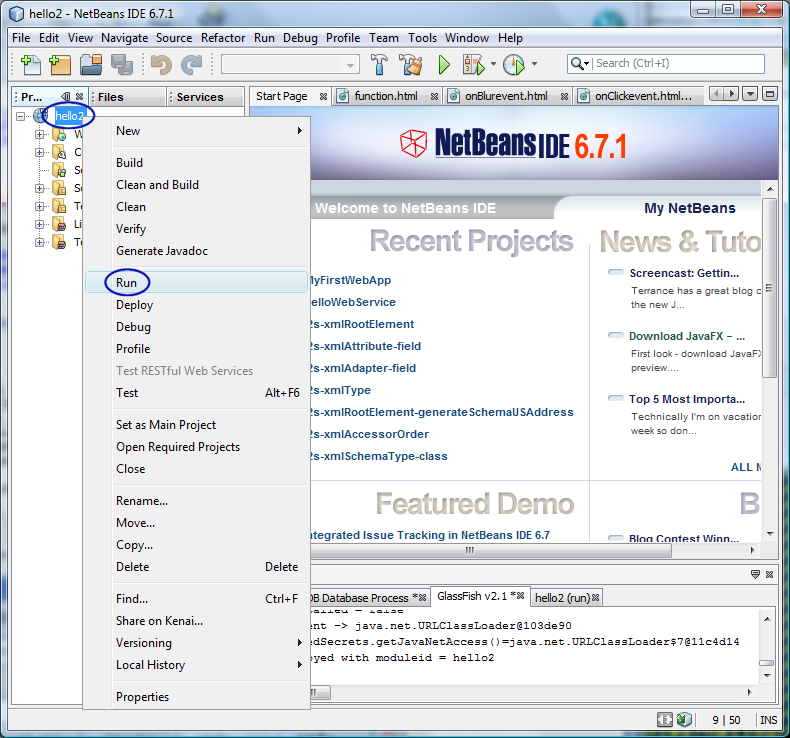 hello2 - NetBeans IDE 6.7.1
File Edit View Navigate Source Refactor Run Debug Profile Team Tools Window Help
Search (Ctrl+I)
Pr... Files Services
Start Page function.html onBlurevent.html onClickevent.html...
hello2
New
Build
Clean and Build
Clean
Verify
Generate Javadoc
Run
Deploy
Debug
Profile
Test RESTful Web Services
Test Alt+F6
Set as Main Project
Open Required Projects
Close
Rename...
Move...
Copy...
Delete Delete
Find... Ctrl+F
Share on Kenai...
Versioning
Local History
Properties
NetBeans IDE 6.7.1
Welcome to NetBeans IDE
My NetBeans
Recent Projects
MyFirstWebApp
elloWebService
2s-xmlRootElement
2s-xmlAttribute-field
2s-xmlAdapter-field
2s-xmlType
2s-xmlRootElement-generateSchemaUSAddress
2s-xmlAccessorOrder
2s-xmlSchemaType-class
Featured Demo
ntegrated Issue Tracking in NetBeans IDE 6.7
News & Tuto
Screencast: Gettin...
Terrance has a great blog
the new J...
Download JavaFX – ...
First look - download JavaFX
preview....
Top 5 Most Importa...
Technically I'm on vacation
week so don...
ALL M
B
Blog Contest Winn...
DB Database Process * GlassFish v2.1 * hello2 (run)
alled = false
ent -> java.net.URLClassLoader@103de90
edSecrets.getJavaNetAccess()=java.net.URLClassLoader$7@11c4d14
oyed with moduleid = hello2
9 | 50 INS